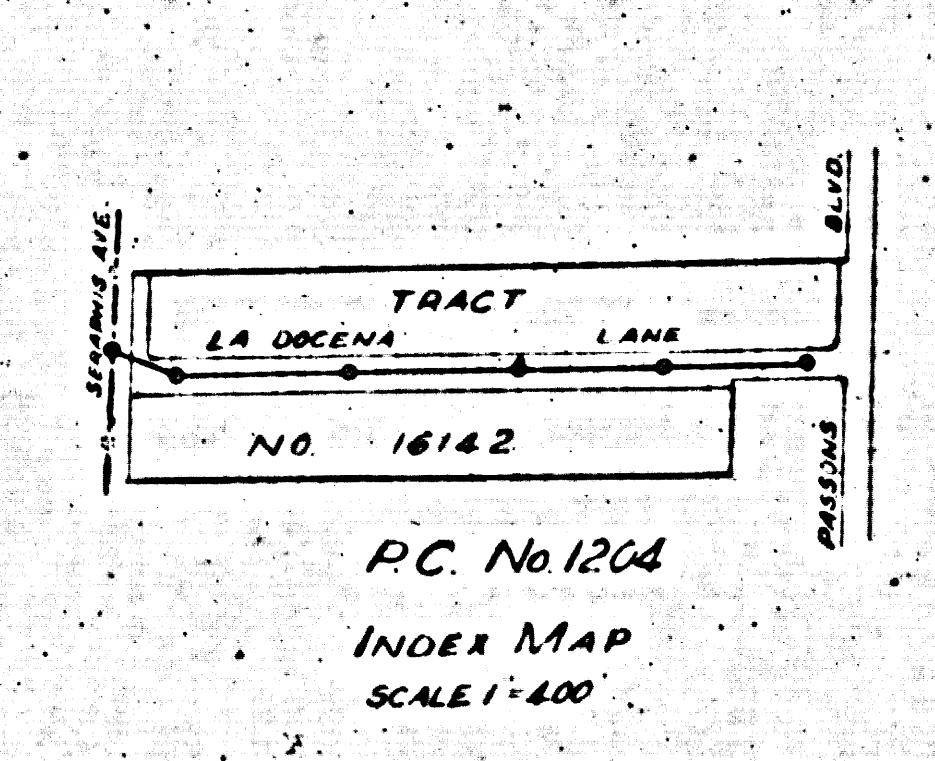 SERAPHIS AVE.
BLVD.
TRACT
LA DOCENA LANE
NO. 16142
PASSONS
P.C. No. 1204
INDEX MAP
SCALE 1"=400'